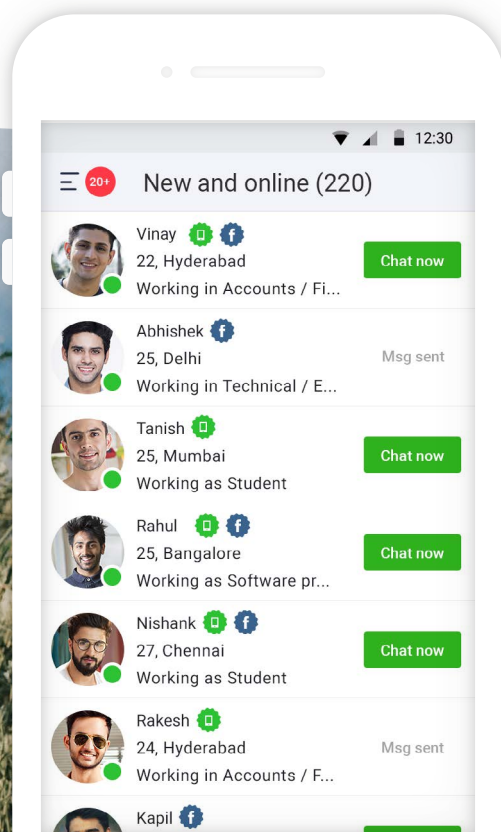 12:30
20+
New and online (220)
Vinay
22, Hyderabad
Working in Accounts / Fi...
Chat now
Abhishek
25, Delhi
Working in Technical / E...
Msg sent
Tanish
25, Mumbai
Working as Student
Chat now
Rahul
25, Bangalore
Working as Software pr...
Chat now
Nishank
27, Chennai
Working as Student
Chat now
Rakesh
24, Hyderabad
Working in Accounts / F...
Msg sent
Kapil